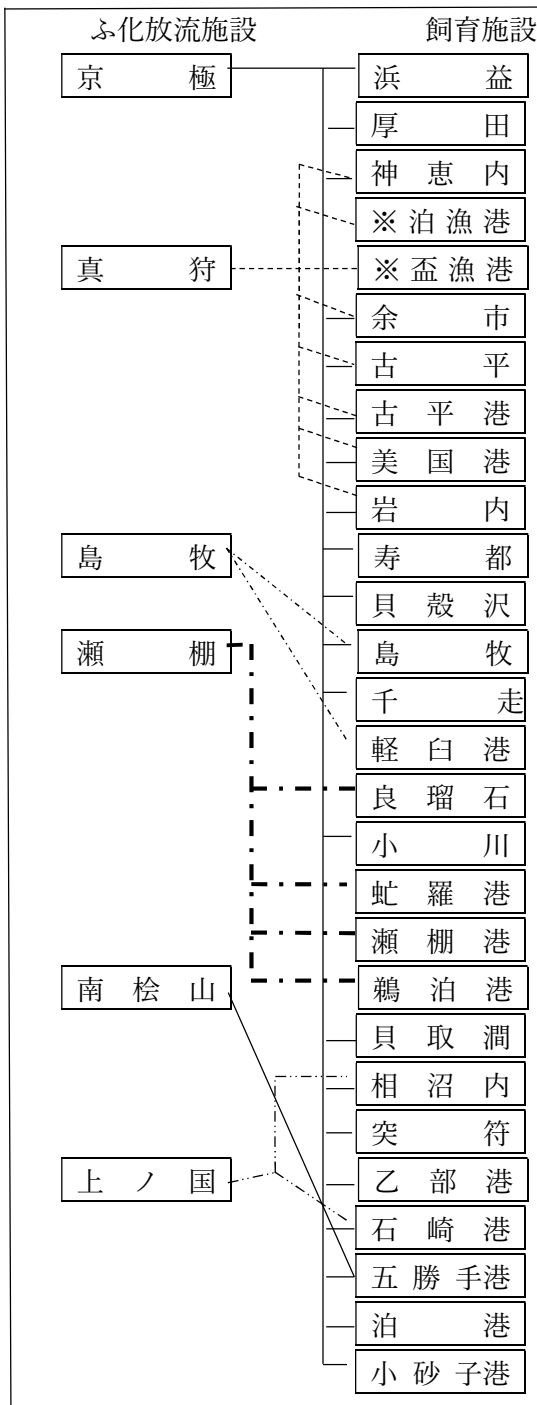 ふ化放流施設 飼育施設
京極 浜益
厚田
神恵内
※泊漁港
真狩 ※盃漁港
余市
古平
古平港
美国港
岩内
島牧 寿都
貝殻沢
瀬棚 島牧
千走
軽臼港
良瑠石
小川
虻羅港
瀬棚港
南桧山 鵜泊港
貝取澗
相沼内
突符
上ノ国 乙部港
石崎港
五勝手港
泊港
小砂子港